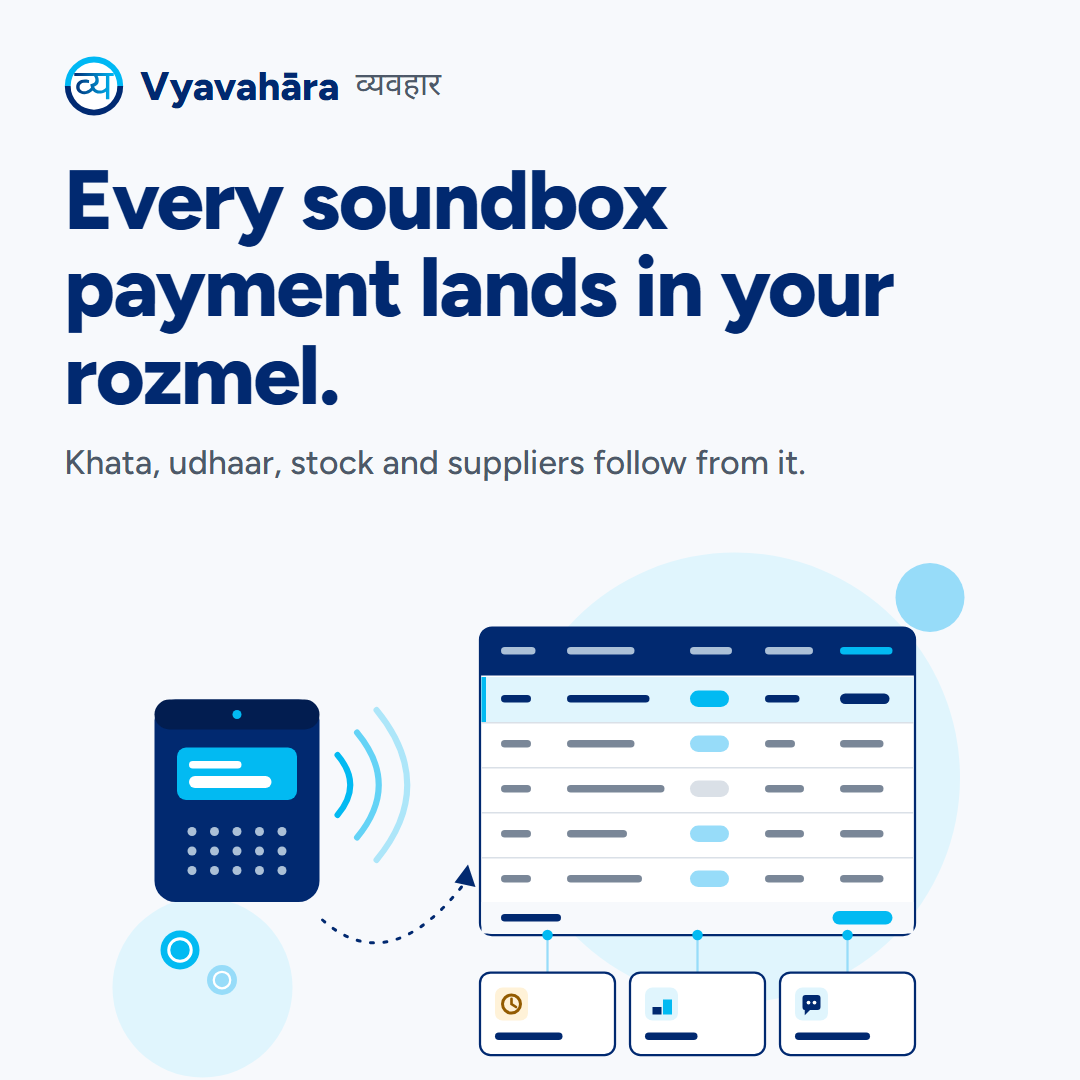 व्य Vyavahāra व्यवहार
Every soundbox
payment lands in your
rozmel.
Khata, udhaar, stock and suppliers follow from it.